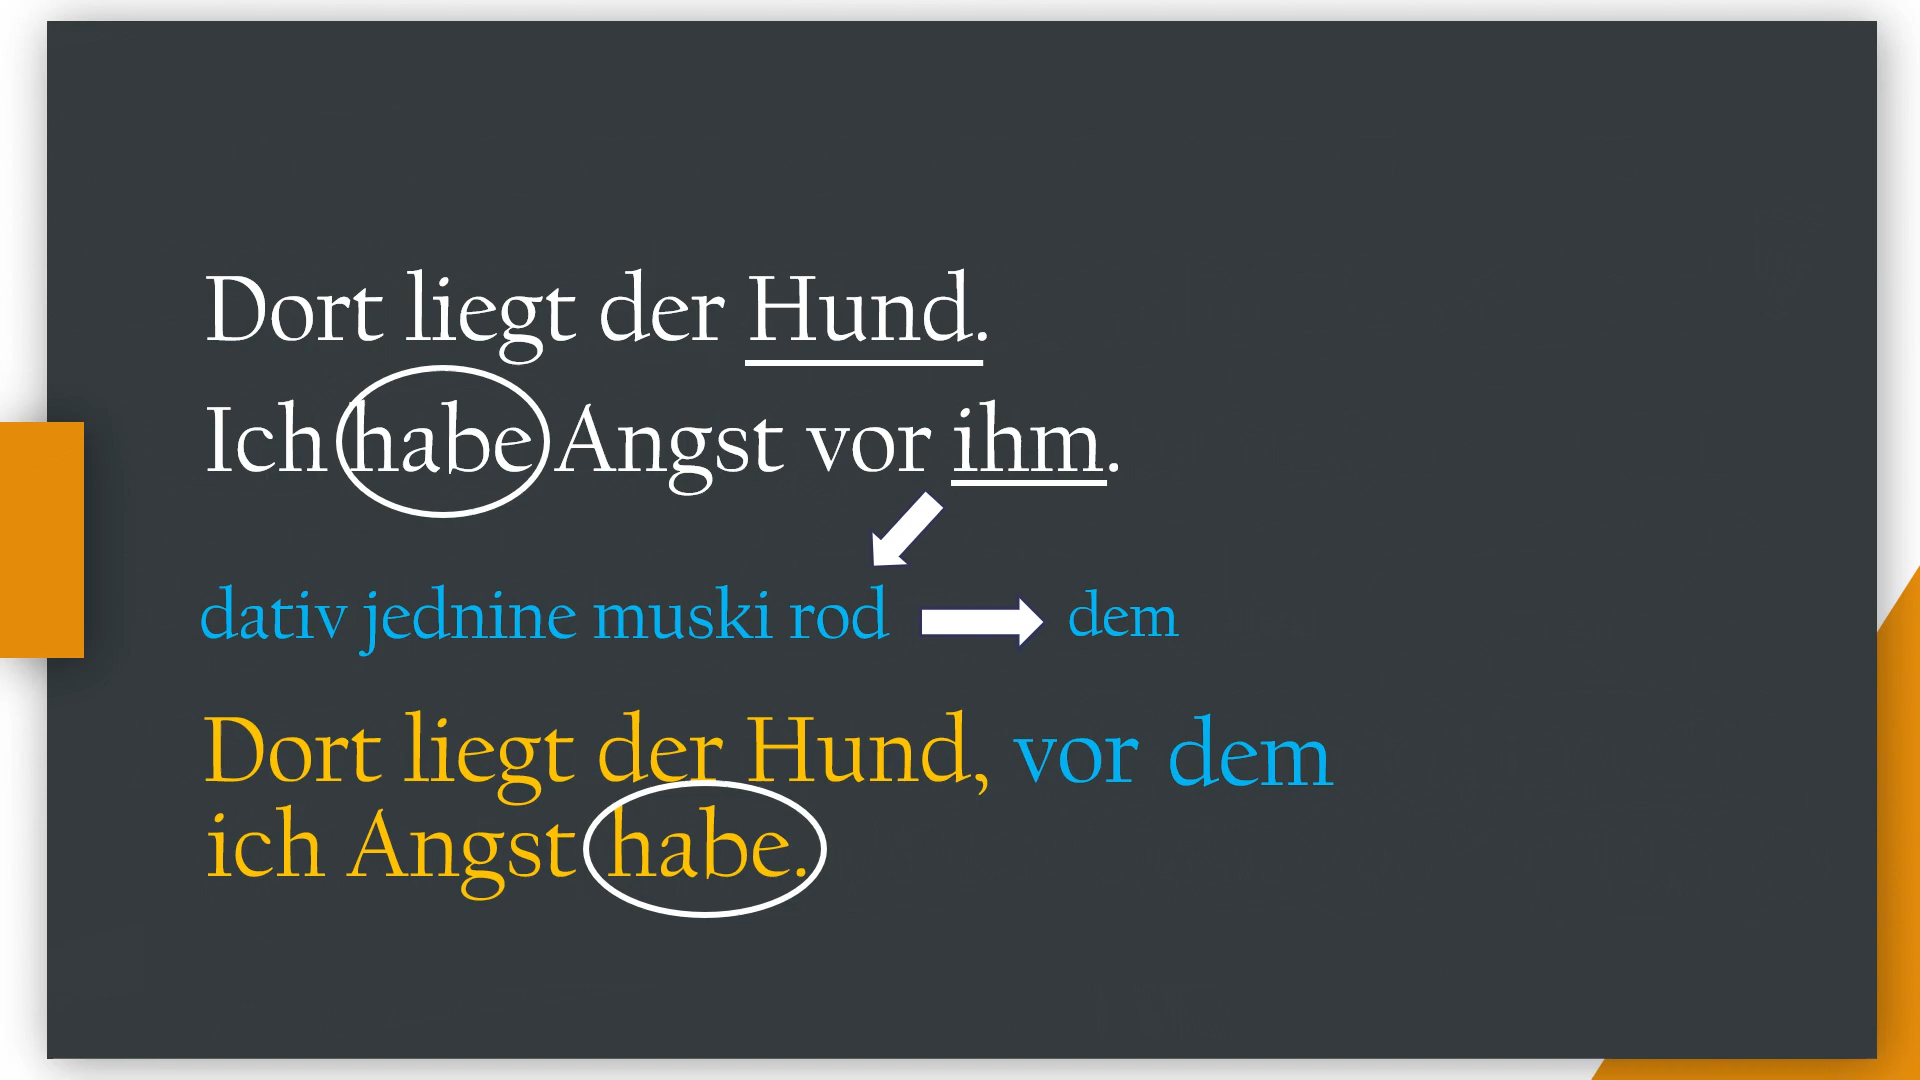 Dort liegt der Hund.
Ich habe Angst vor ihm.
dativ jednine muski rod dem
Dort liegt der Hund, vor dem
ich Angst habe.